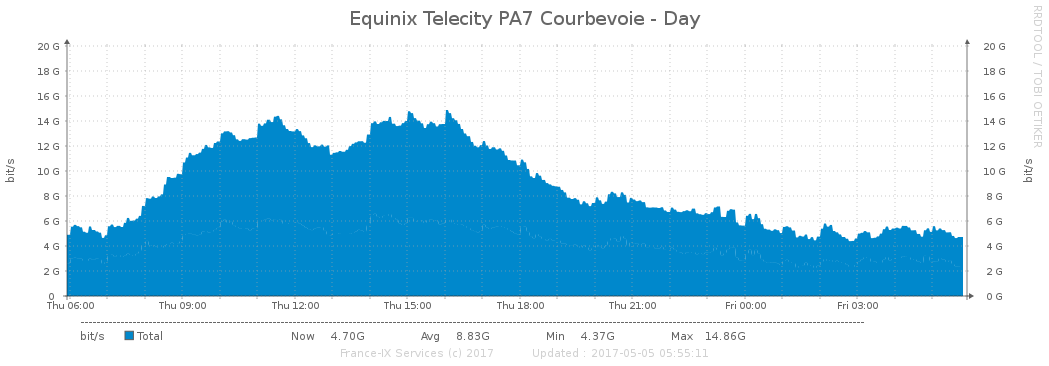 Equinix Telecity PA7 Courbevoie - Day
RRDTOOL / TOBI OETIKER
bit/s
20 G 20 G
18 G 18 G
16 G 16 G
14 G 14 G
12 G 12 G
10 G 10 G
8 G 8 G
6 G 6 G
4 G 4 G
2 G 2 G
0 0 G
bit/s
Thu 06:00 Thu 09:00 Thu 12:00 Thu 15:00 Thu 18:00 Thu 21:00 Fri 00:00 Fri 03:00
bit/s Total Now 4.70G Avg 8.83G Min 4.37G Max 14.86G
France-IX Services (c) 2017 Updated : 2017-05-05 05:55:11